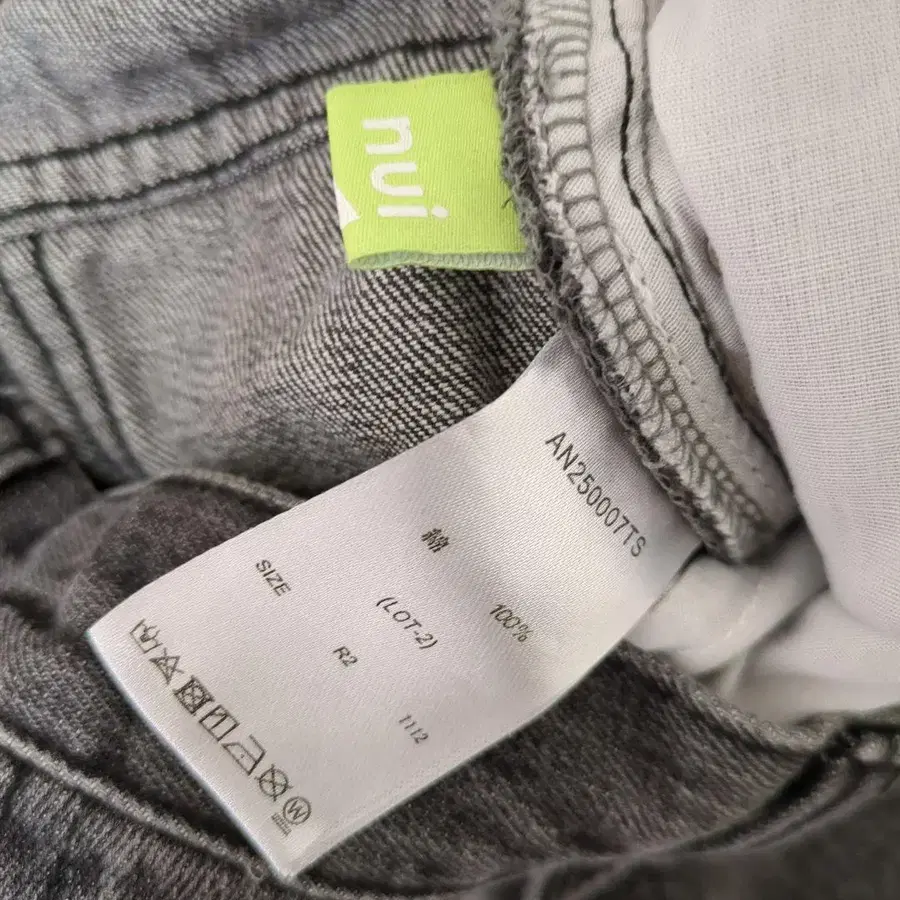 nui
AN250007TS
綿 100%
(LOT-2)
SIZE R2 1112